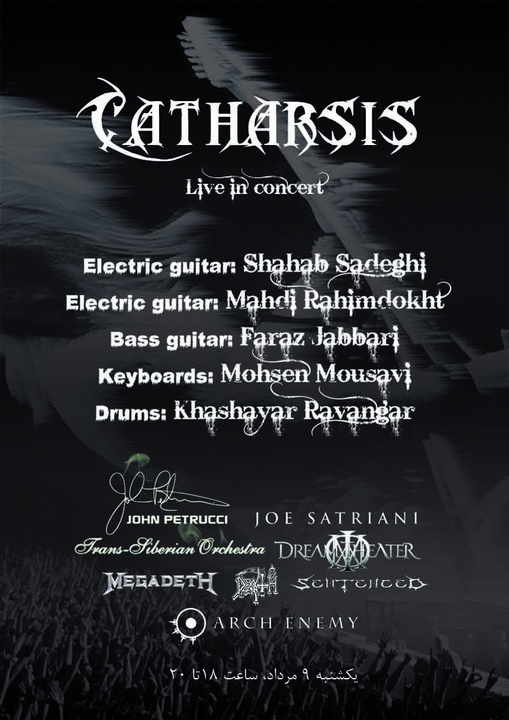 CATHARSIS
Live in concert
Electric guitar: Shahab Sadeghi
Electric guitar: Mahdi Rahimdokht
Bass guitar: Faraz Jabbari
Keyboards: Mohsen Mousavi
Drums: Khashayar Ravangar
JOHN PETRUCCI JOE SATRIANI
Trans-Siberian Orchestra DREAM THEATER
MEGADETH DEATH SENTENCED
ARCH ENEMY
یکشنبه ۹ مرداد، ساعت ۱۸ تا ۲۰